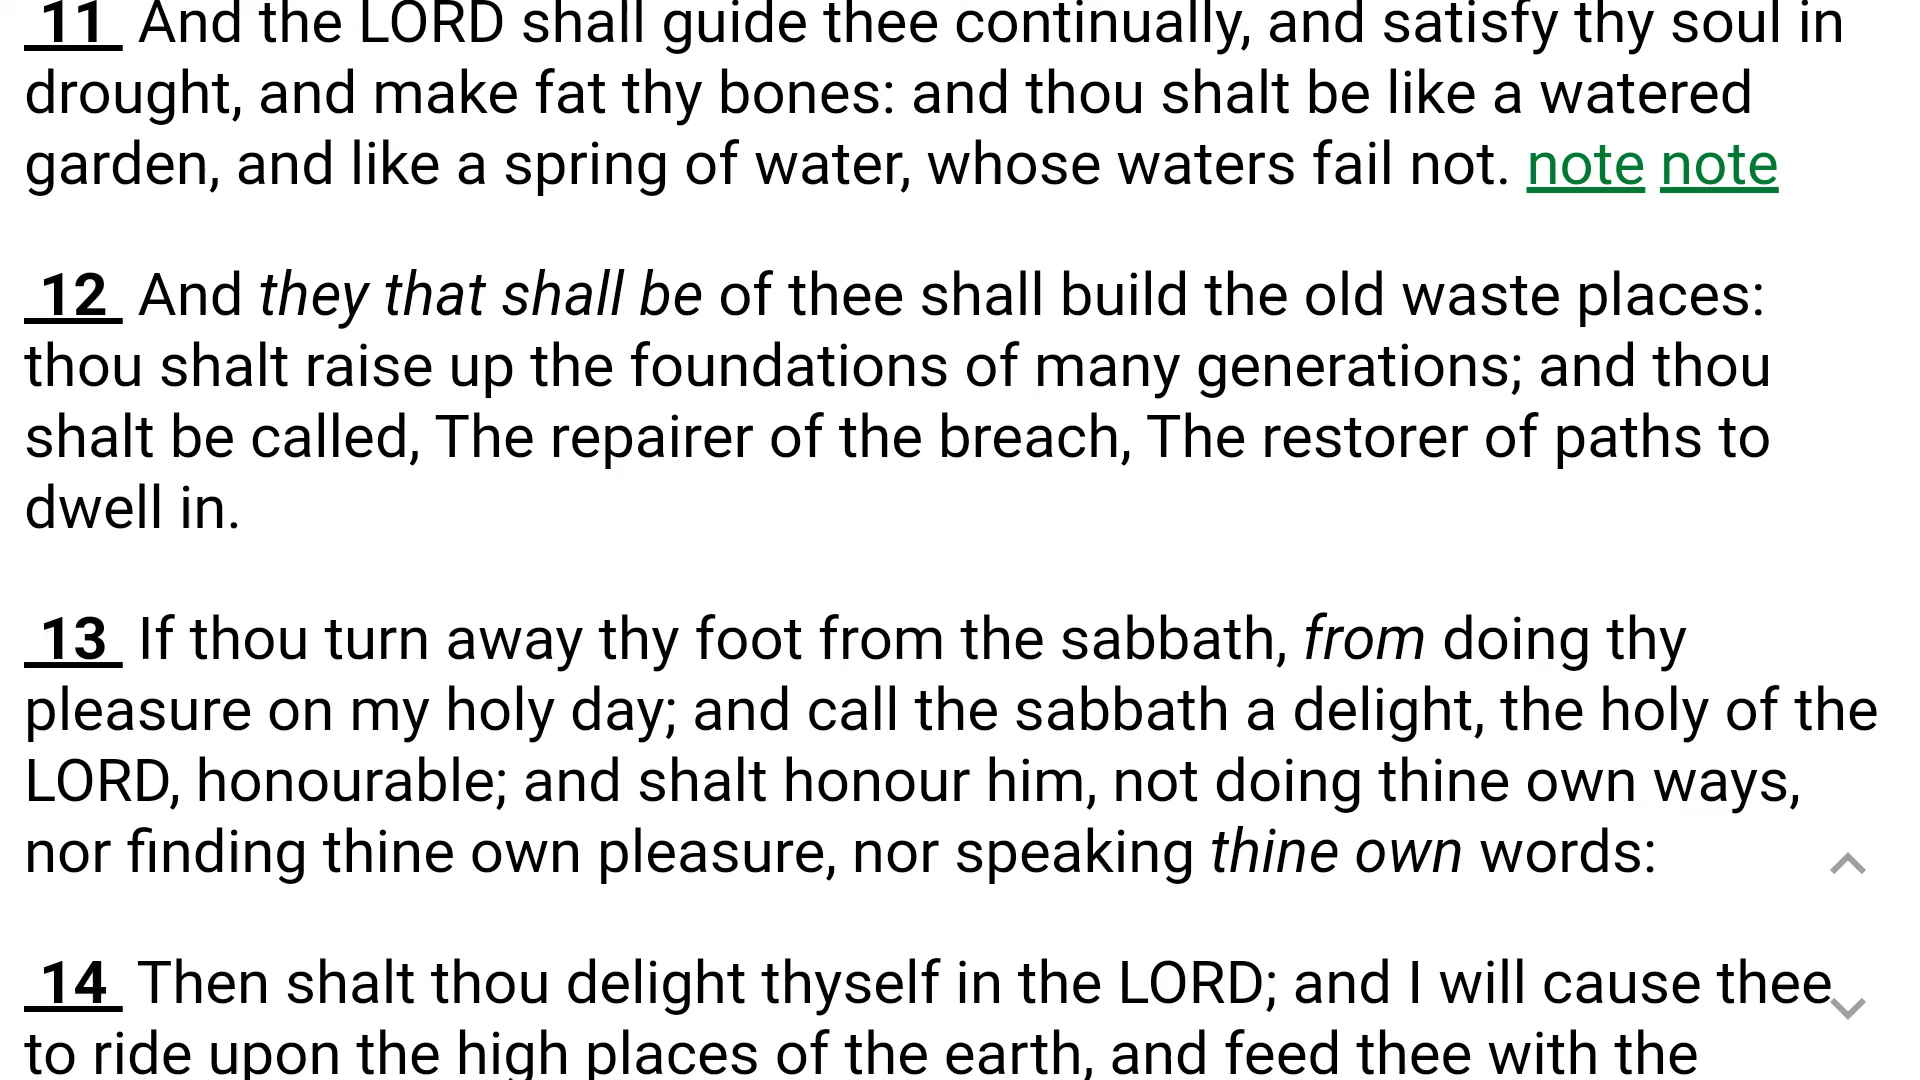 11 And the LORD shall guide thee continually, and satisfy thy soul in
drought, and make fat thy bones: and thou shalt be like a watered
garden, and like a spring of water, whose waters fail not. note note
12 And they that shall be of thee shall build the old waste places:
thou shalt raise up the foundations of many generations; and thou
shalt be called, The repairer of the breach, The restorer of paths to
dwell in.
13 If thou turn away thy foot from the sabbath, from doing thy
pleasure on my holy day; and call the sabbath a delight, the holy of the
LORD, honourable; and shalt honour him, not doing thine own ways,
nor finding thine own pleasure, nor speaking thine own words:
14 Then shalt thou delight thyself in the LORD; and I will cause thee
to ride upon the high places of the earth, and feed thee with the